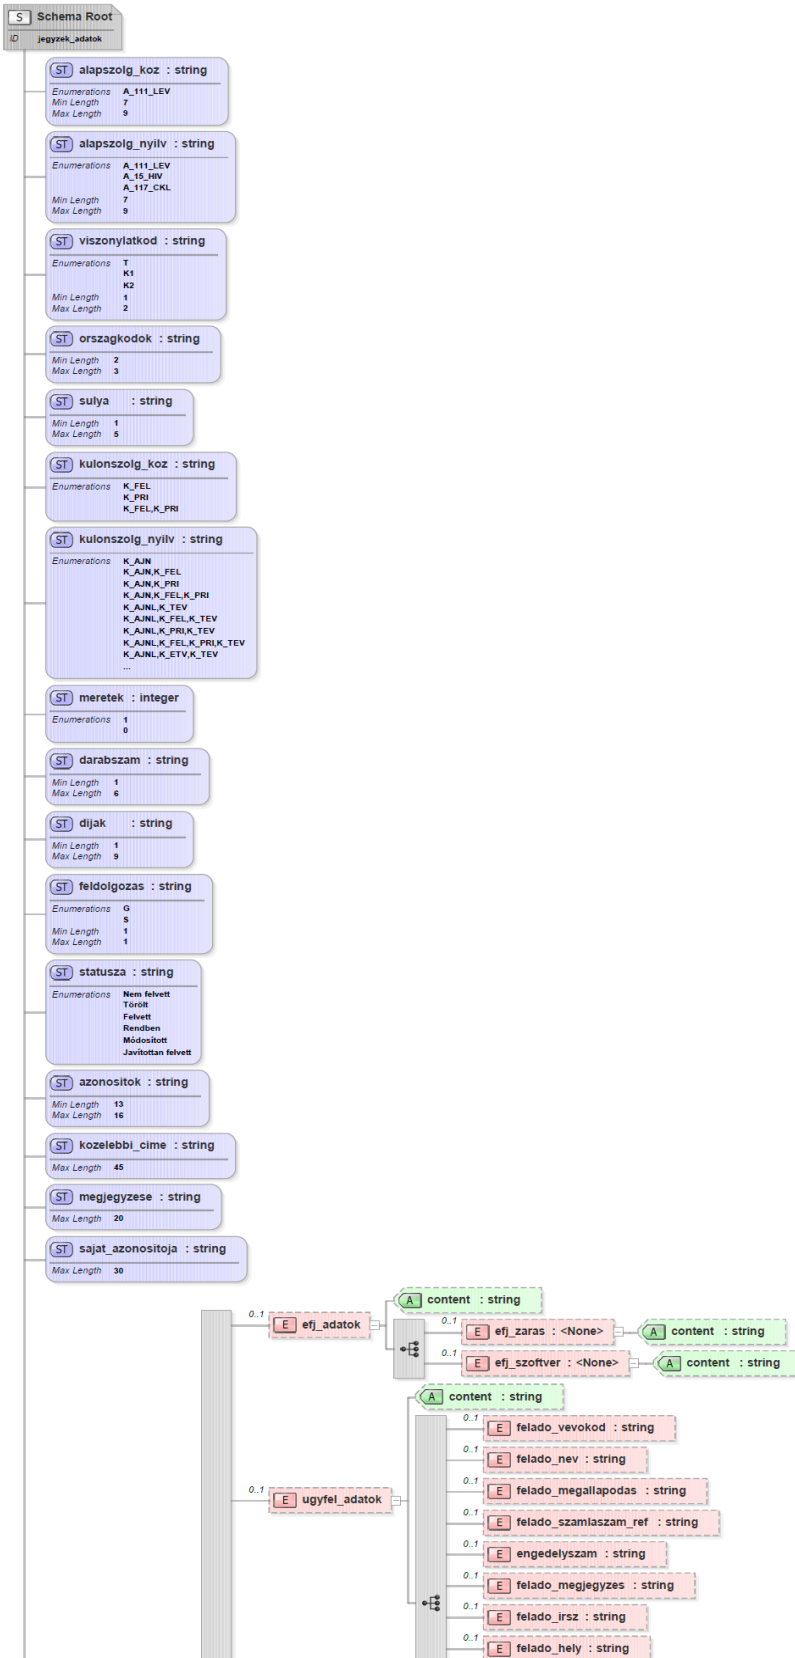 S Schema Root
ID jegyzek_adatok
ST alapszolg_koz : string
Enumerations A_111_LEV
Min Length 7
Max Length 9
ST alapszolg_nyilv : string
Enumerations A_111_LEV
A_15_HIV
A_117_CKL
Min Length 7
Max Length 9
ST viszonylatkod : string
Enumerations T
K1
K2
Min Length 1
Max Length 2
ST orszagkodok : string
Min Length 2
Max Length 3
ST sulya : string
Min Length 1
Max Length 5
ST kulonszolg_koz : string
Enumerations K_FEL
K_PRI
K_FEL,K_PRI
ST kulonszolg_nyilv : string
Enumerations K_AJN
K_AJN,K_FEL
K_AJN,K_PRI
K_AJN,K_FEL,K_PRI
K_AJNL,K_TEV
K_AJNL,K_FEL,K_TEV
K_AJNL,K_PRI,K_TEV
K_AJNL,K_FEL,K_PRI,K_TEV
K_AJNL,K_ETV,K_TEV
...
ST meretek : integer
Enumerations 1
0
ST darabszam : string
Min Length 1
Max Length 6
ST dijak : string
Min Length 1
Max Length 9
ST feldolgozas : string
Enumerations G
S
Min Length 1
Max Length 1
ST statusza : string
Enumerations Nem felvett
Törölt
Felvett
Rendben
Módosított
Javítottan felvett
ST azonositok : string
Min Length 13
Max Length 16
ST kozelebbi_cime : string
Max Length 45
ST megjegyzese : string
Max Length 20
ST sajat_azonositoja : string
Max Length 30
0..1 E efj_adatok
A content : string
0..1 E efj_zaras : <None> A content : string
0..1 E efj_szoftver : <None> A content : string
0..1 E ugyfel_adatok
A content : string
0..1 E felado_vevokod : string
0..1 E felado_nev : string
0..1 E felado_megallapodas : string
0..1 E felado_szamlaszam_ref : string
0..1 E engedelyszam : string
0..1 E felado_megjegyzes : string
0..1 E felado_irsz : string
0..1 E felado_hely : string